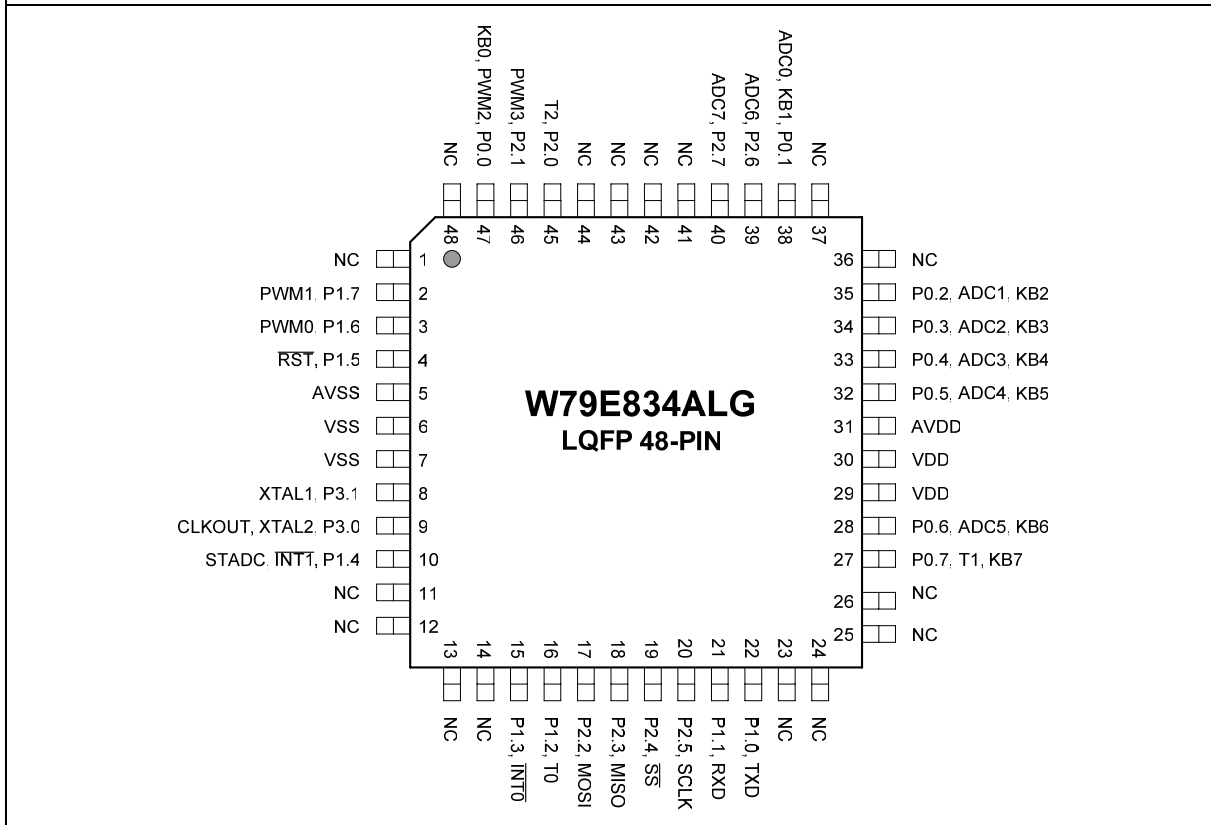 KB0, PWM2, P0.0
PWM3, P2.1
T2, P2.0
ADC7, P2.7
ADC6, P2.6
ADC0, KB1, P0.1
NC
NC
NC
NC
NC
NC
48
47
46
45
44
43
42
41
40
39
38
37
NC 1
PWM1, P1.7 2
PWM0, P1.6 3
R̅S̅T̅, P1.5 4
AVSS 5
VSS 6
VSS 7
XTAL1, P3.1 8
CLKOUT, XTAL2, P3.0 9
STADC, I̅N̅T̅1̅, P1.4 10
NC 11
NC 12
W79E834ALG
LQFP 48-PIN
36 NC
35 P0.2, ADC1, KB2
34 P0.3, ADC2, KB3
33 P0.4, ADC3, KB4
32 P0.5, ADC4, KB5
31 AVDD
30 VDD
29 VDD
28 P0.6, ADC5, KB6
27 P0.7, T1, KB7
26 NC
25 NC
13
14
15
16
17
18
19
20
21
22
23
24
NC
NC
P1.3, I̅N̅T̅0̅
P1.2, T0
P2.2, MOSI
P2.3, MISO
P2.4, S̅S̅
P2.5, SCLK
P1.1, RXD
P1.0, TXD
NC
NC